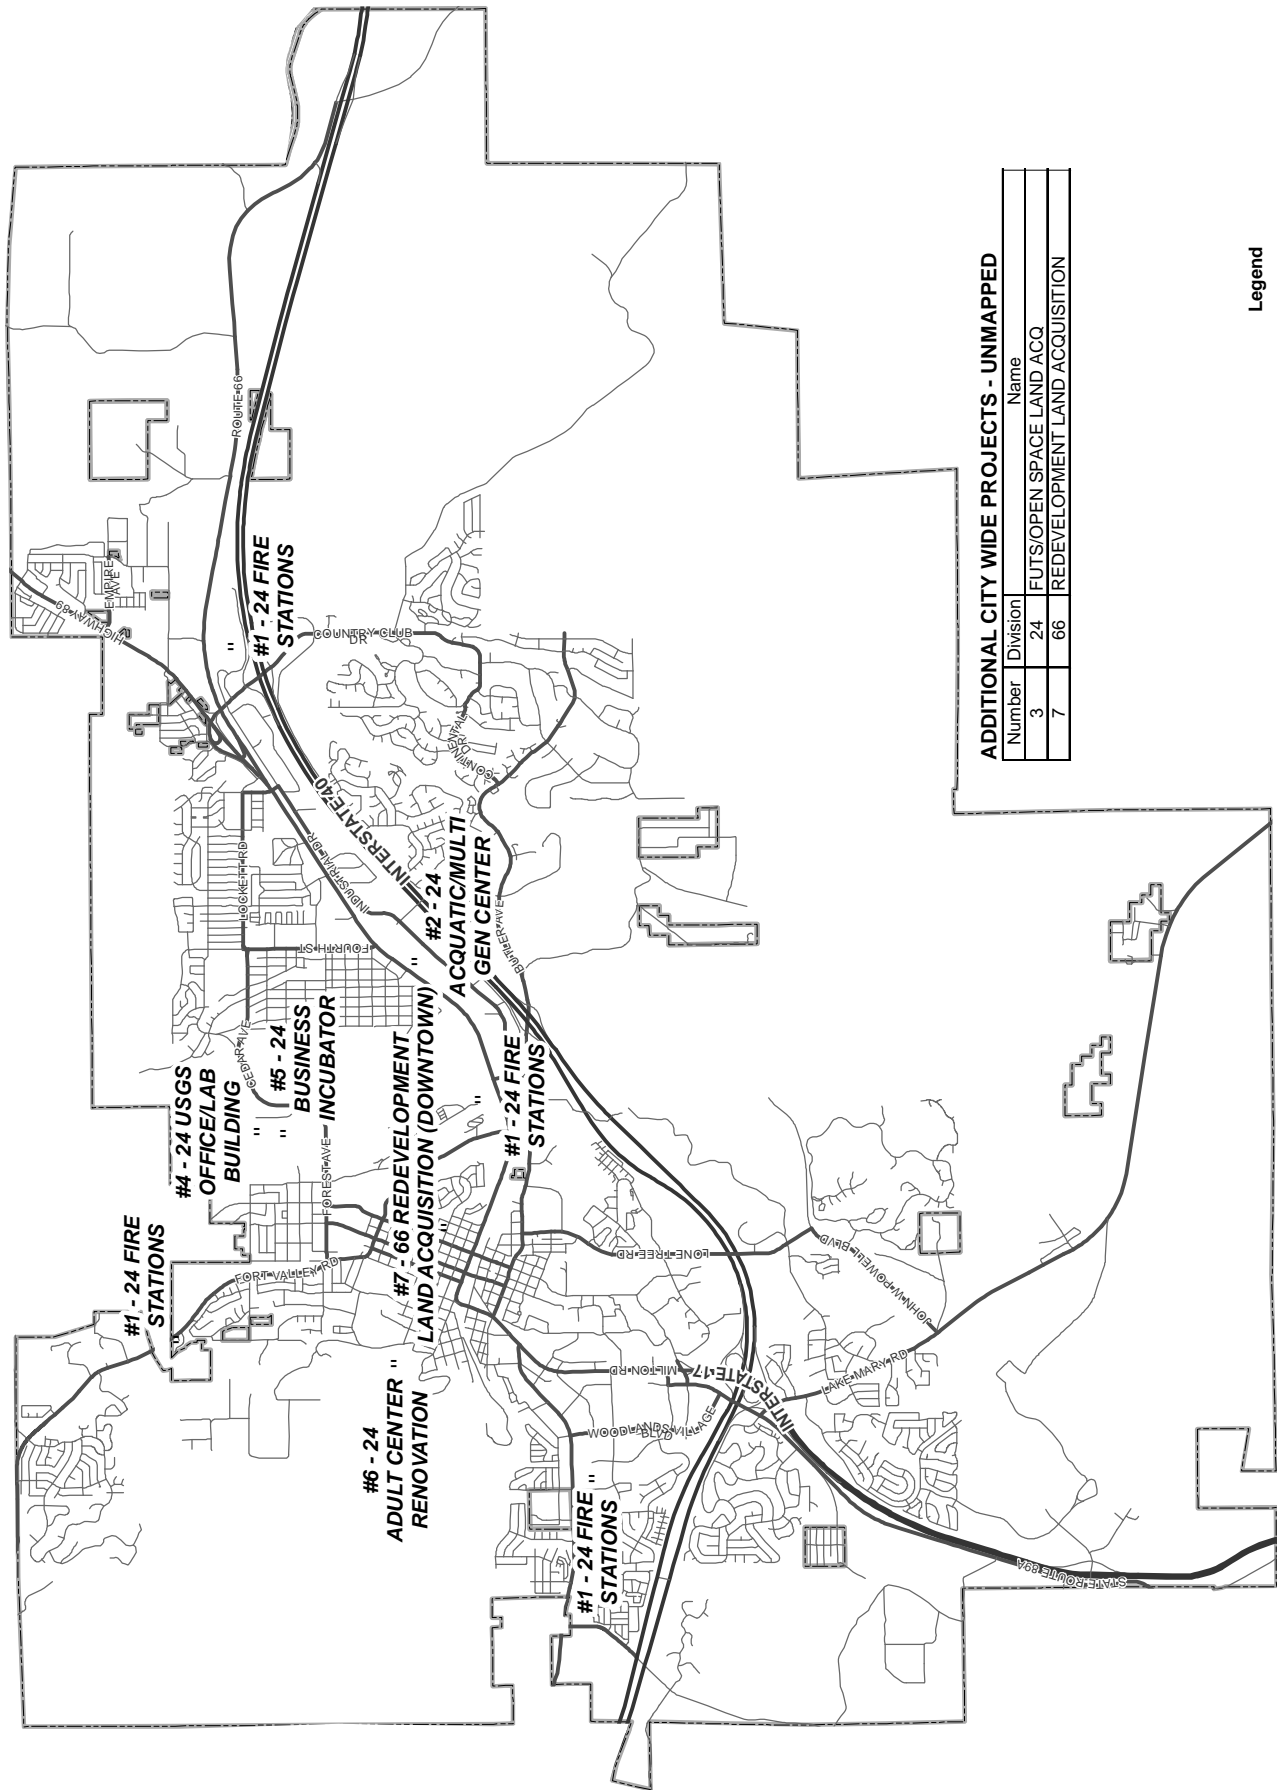 #1 - 24 FIRE
STATIONS
#4 - 24 USGS
OFFICE/LAB
BUILDING
#5 - 24
BUSINESS
INCUBATOR
#6 - 24
ADULT CENTER
RENOVATION
#7 - 66 REDEVELOPMENT
LAND ACQUISITION (DOWNTOWN)
#2 - 24
ACQUATIC/MULTI
GEN CENTER
#1 - 24 FIRE
STATIONS
#1 - 24 FIRE
STATIONS
#1 - 24 FIRE
STATIONS
HIGHWAY 89
EMPIRE
AVE
ROUTE 66
COUNTRY CLUB
DR
CONTINENTAL
DR
INTERSTATE 40
INDUSTRIAL DR
LOCKETT RD
FOURTH ST
CEDAR AVE
BUTLER AVE
FOREST AVE
FORT VALLEY RD
LONE TREE RD
MILTON RD
WOODLANDS VILLAGE
BLVD
INTERSTATE 17
JOHN W POWELL BLVD
LAKE MARY RD
STATE ROUTE 89A
ADDITIONAL CITY WIDE PROJECTS - UNMAPPED
Number Division Name
3 24 FUTS/OPEN SPACE LAND ACQ
7 66 REDEVELOPMENT LAND ACQUISITION
Legend